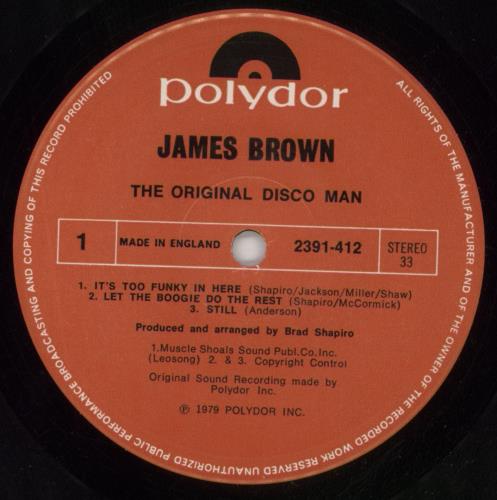 polydor
JAMES BROWN
THE ORIGINAL DISCO MAN
1
MADE IN ENGLAND
2391-412
STEREO
33
1. IT'S TOO FUNKY IN HERE (Shapiro/Jackson/Miller/Shaw)
2. LET THE BOOGIE DO THE REST (Shapiro/McCormick)
3. STILL (Anderson)
Produced and arranged by Brad Shapiro
1.Muscle Shoals Sound Publ.Co.Inc.
(Leosong) 2. & 3. Copyright Control
Original Sound Recording made by
Polydor Inc.
℗ 1979 POLYDOR INC.
ALL RIGHTS OF THE MANUFACTURER AND OF THE OWNER OF THE RECORDED WORK RESERVED UNAUTHORIZED PUBLIC PERFORMANCE BROADCASTING AND COPYING OF THIS RECORD PROHIBITED